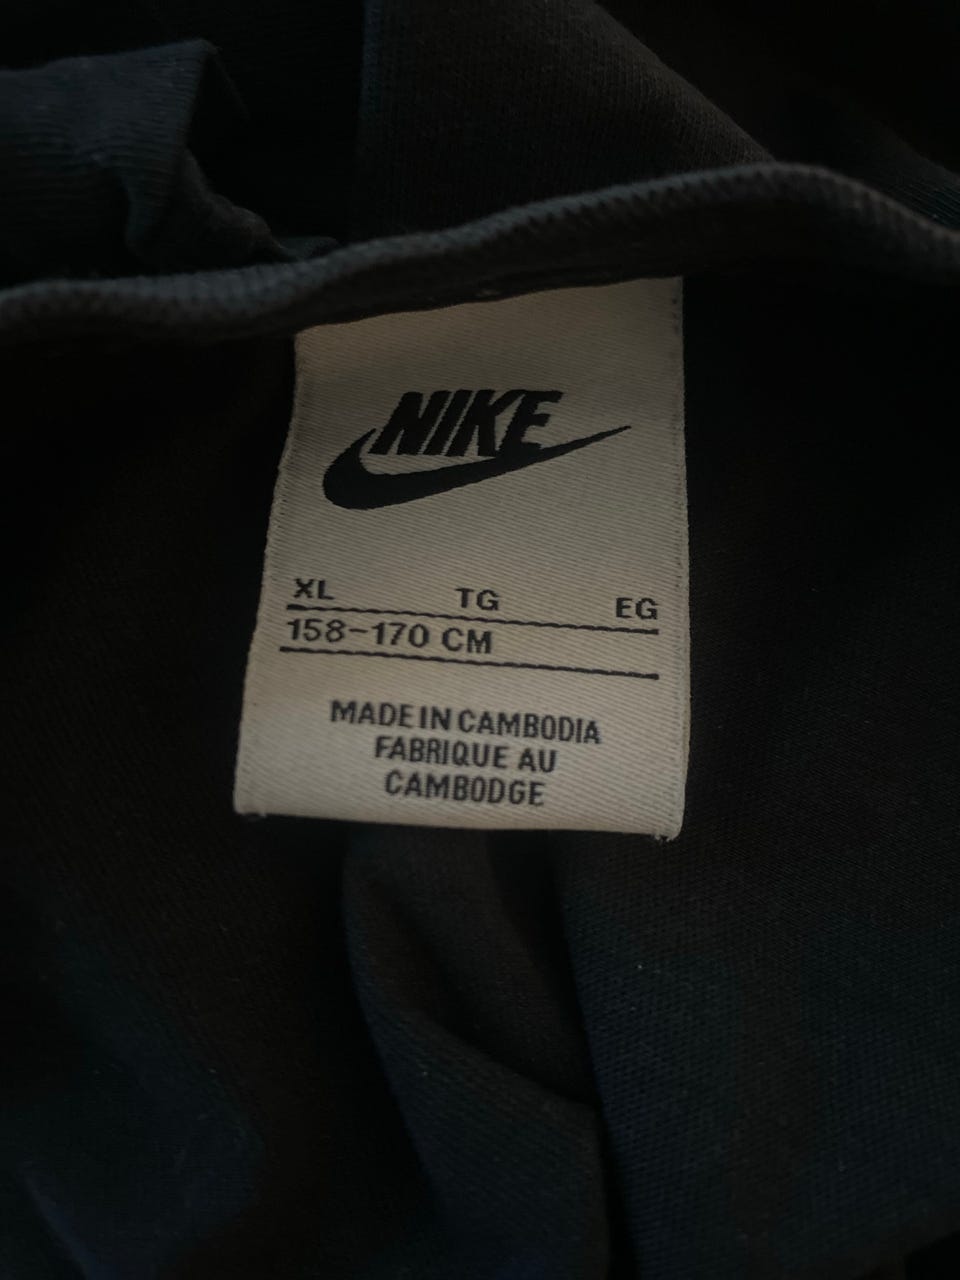 NIKE
XL TG EG
158-170 CM
MADE IN CAMBODIA
FABRIQUE AU
CAMBODGE